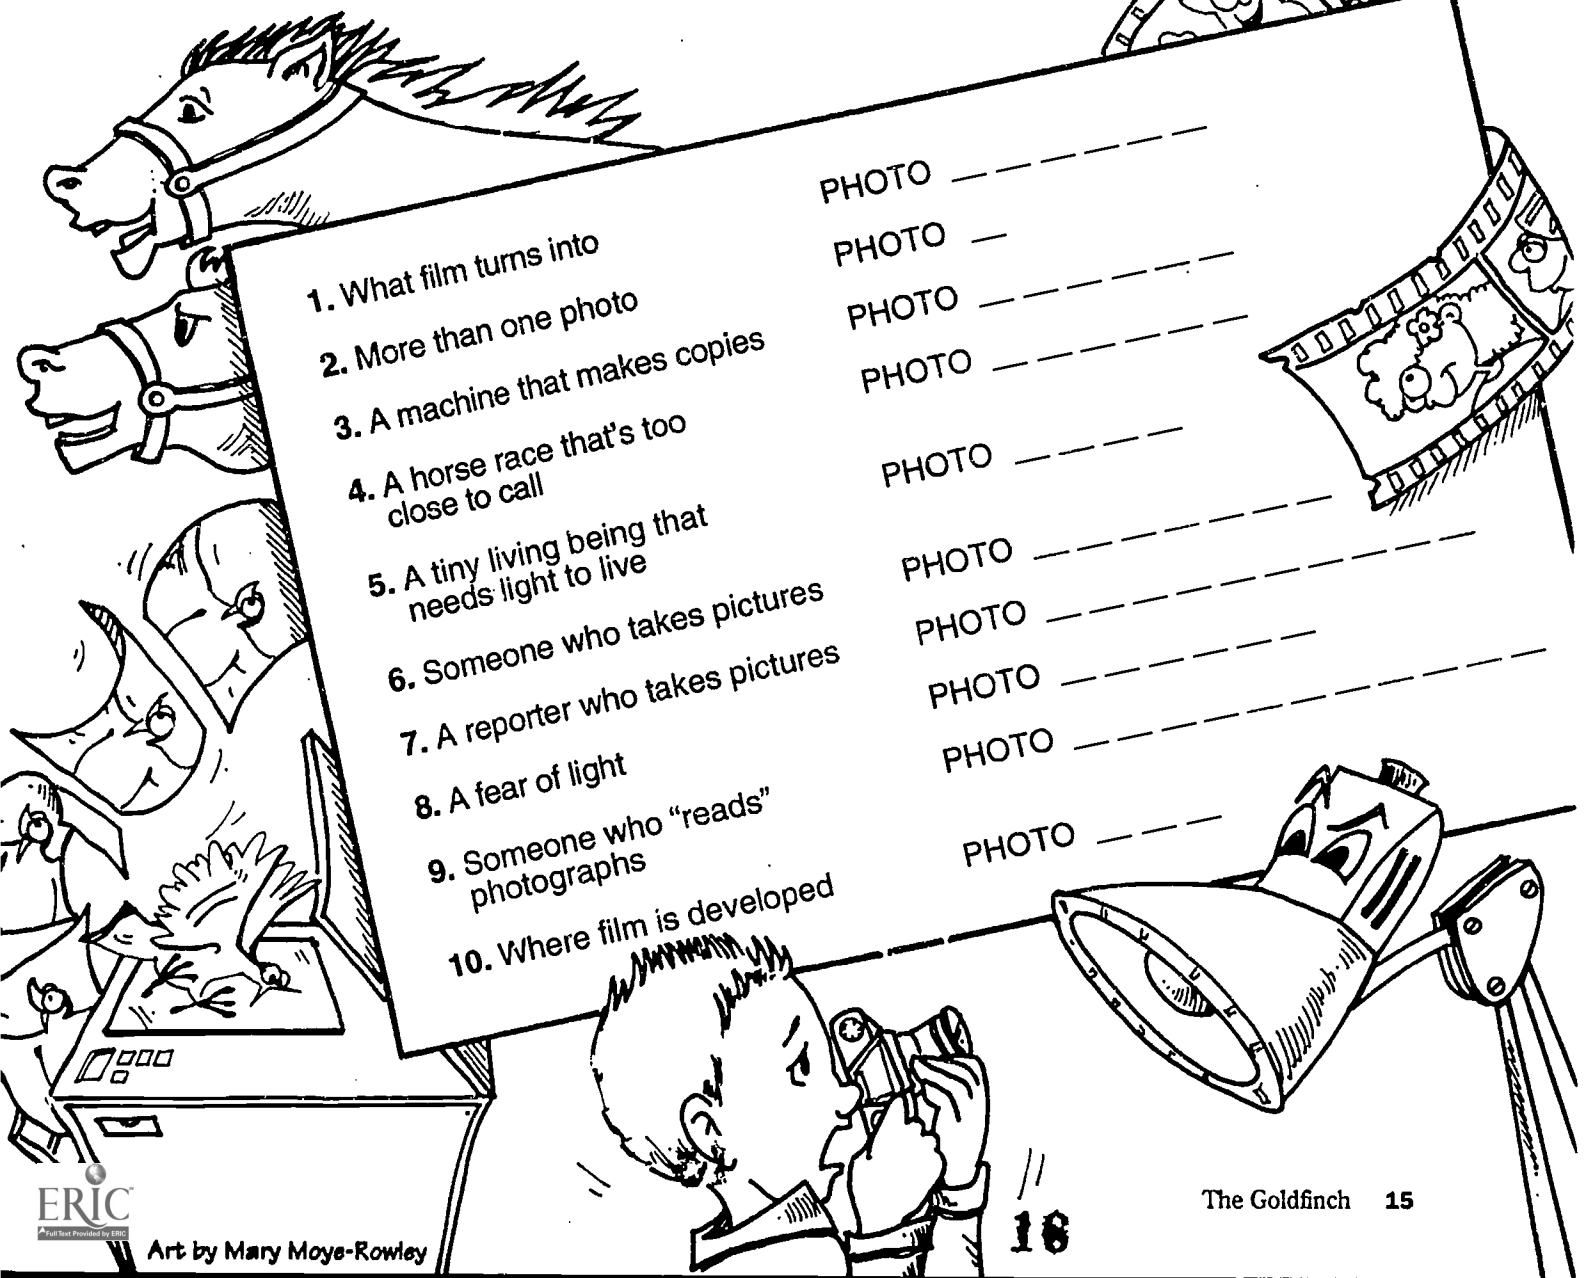 1. What film turns into
2. More than one photo
3. A machine that makes copies
4. A horse race that's too
close to call
5. A tiny living being that
needs light to live
6. Someone who takes pictures
7. A reporter who takes pictures
8. A fear of light
9. Someone who “reads”
photographs
10. Where film is developed
PHOTO _ _ _ _ _ _
PHOTO _
PHOTO _ _ _ _ _ _
PHOTO _ _ _ _ _ _
PHOTO _ _ _ _
PHOTO _ _ _ _ _ _ _
PHOTO _ _ _ _ _ _ _ _ _ _
PHOTO _ _ _ _ _ _
PHOTO _ _ _ _ _ _ _ _ _ _ _
PHOTO _ _ _
ERIC
Full Text Provided by ERIC
Art by Mary Moye-Rowley
16
The Goldfinch 15